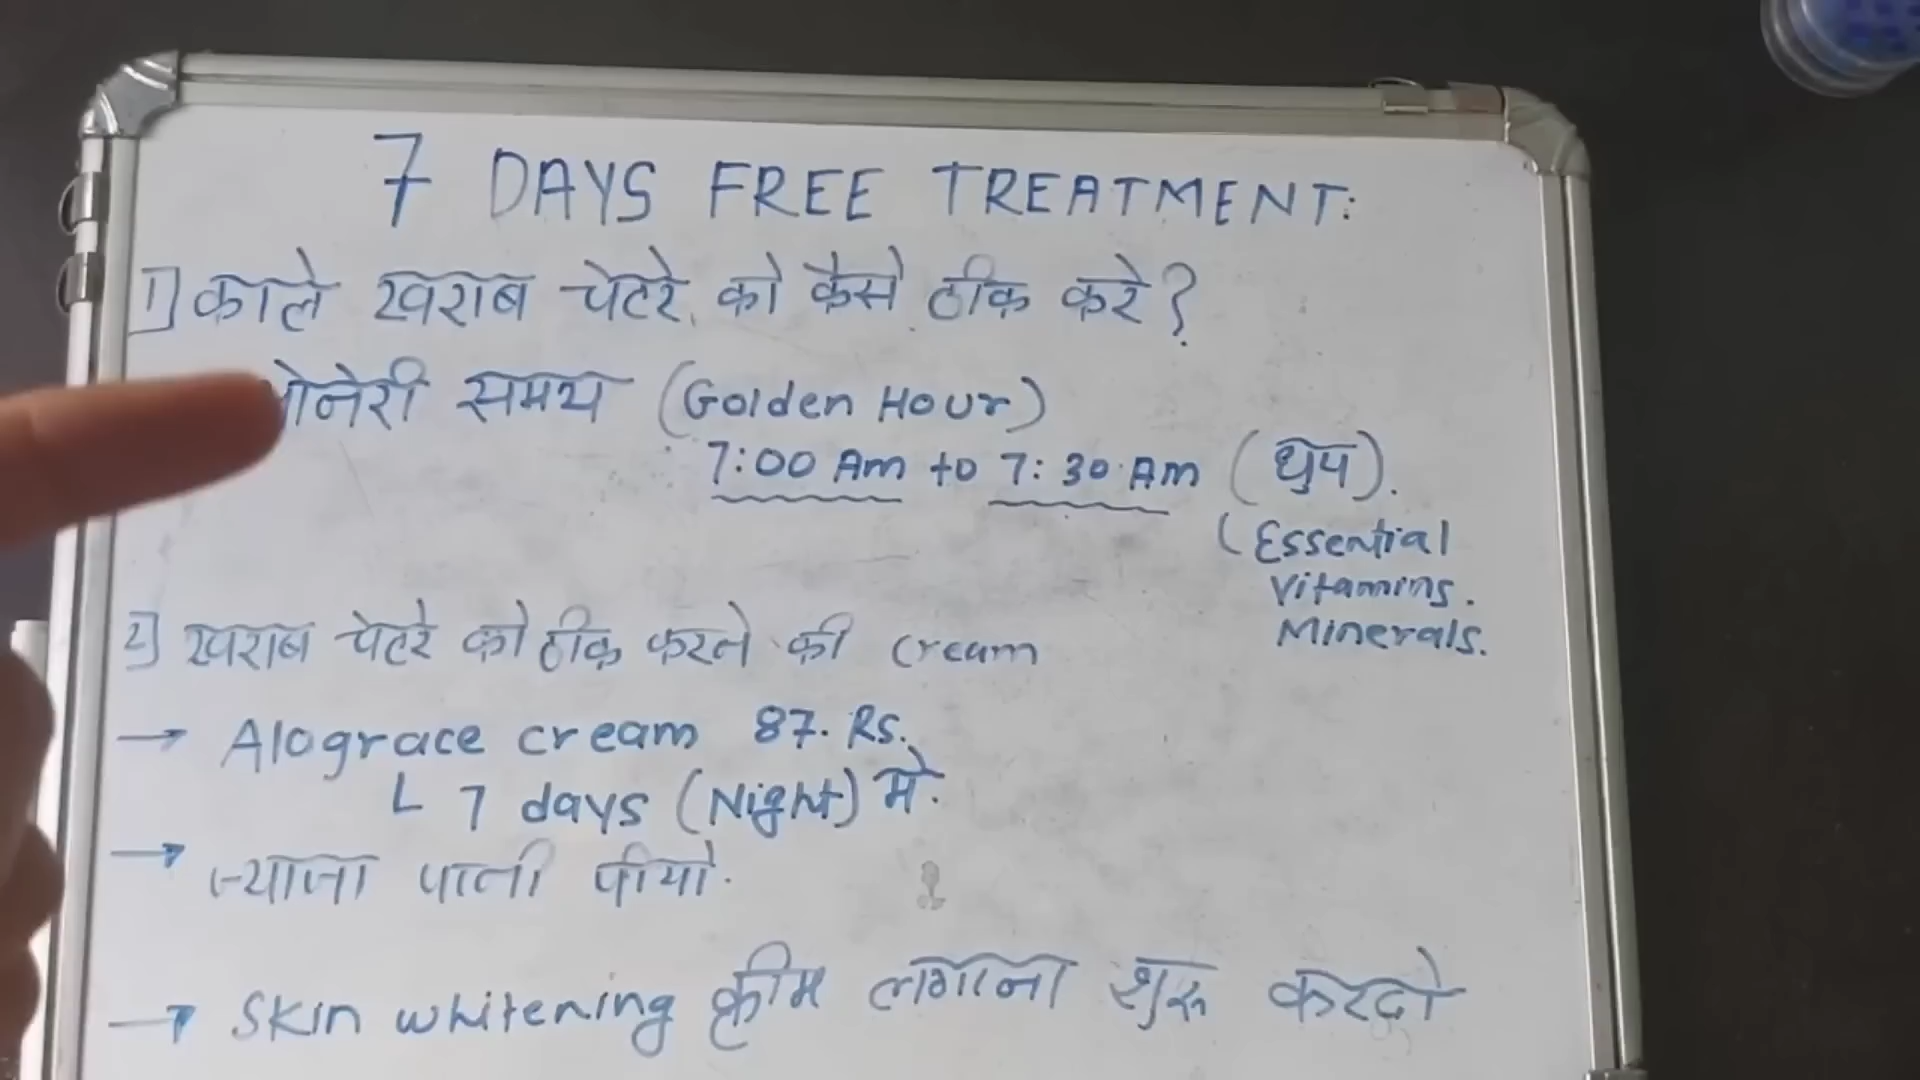 7 DAYS FREE TREATMENT:
1] काले खराब चेहरे को कैसे ठीक करे?
समय (Golden Hour)
7:00 Am to 7:30 Am (धुप).
(Essential
Vitamins.
Minerals.
2] खराब चेहरे को ठीक करने की cream
→ Alograce cream 87. Rs.
L 7 days (Night) मे.
→ ज्यादा पानी पीयो.
→ Skin whitening क्रीम लगाना शुरू करदो